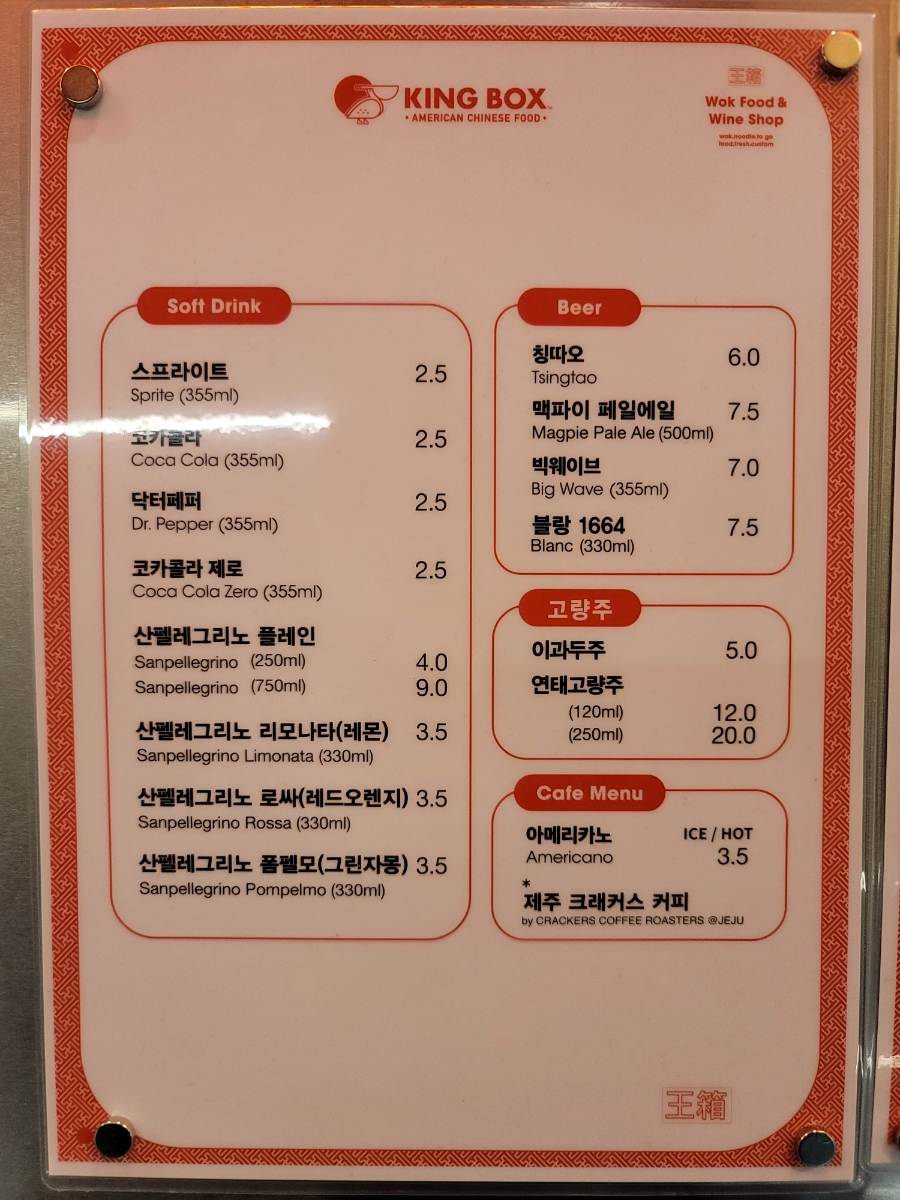 KING BOX™
• AMERICAN CHINESE FOOD •
王箱
Wok Food &
Wine Shop
wok.noodle.to go
food.fresh.custom
Soft Drink
스프라이트 2.5
Sprite (355ml)
코카콜라 2.5
Coca Cola (355ml)
닥터페퍼 2.5
Dr. Pepper (355ml)
코카콜라 제로 2.5
Coca Cola Zero (355ml)
산펠레그리노 플레인
Sanpellegrino (250ml) 4.0
Sanpellegrino (750ml) 9.0
산펠레그리노 리모나타(레몬) 3.5
Sanpellegrino Limonata (330ml)
산펠레그리노 로싸(레드오렌지) 3.5
Sanpellegrino Rossa (330ml)
산펠레그리노 폼펠모(그린자몽) 3.5
Sanpellegrino Pompelmo (330ml)
Beer
칭따오 6.0
Tsingtao
맥파이 페일에일 7.5
Magpie Pale Ale (500ml)
빅웨이브 7.0
Big Wave (355ml)
블랑 1664 7.5
Blanc (330ml)
고량주
이과두주 5.0
연태고량주
(120ml) 12.0
(250ml) 20.0
Cafe Menu
아메리카노 ICE / HOT
Americano 3.5
*
제주 크래커스 커피
by CRACKERS COFFEE ROASTERS @JEJU
王箱